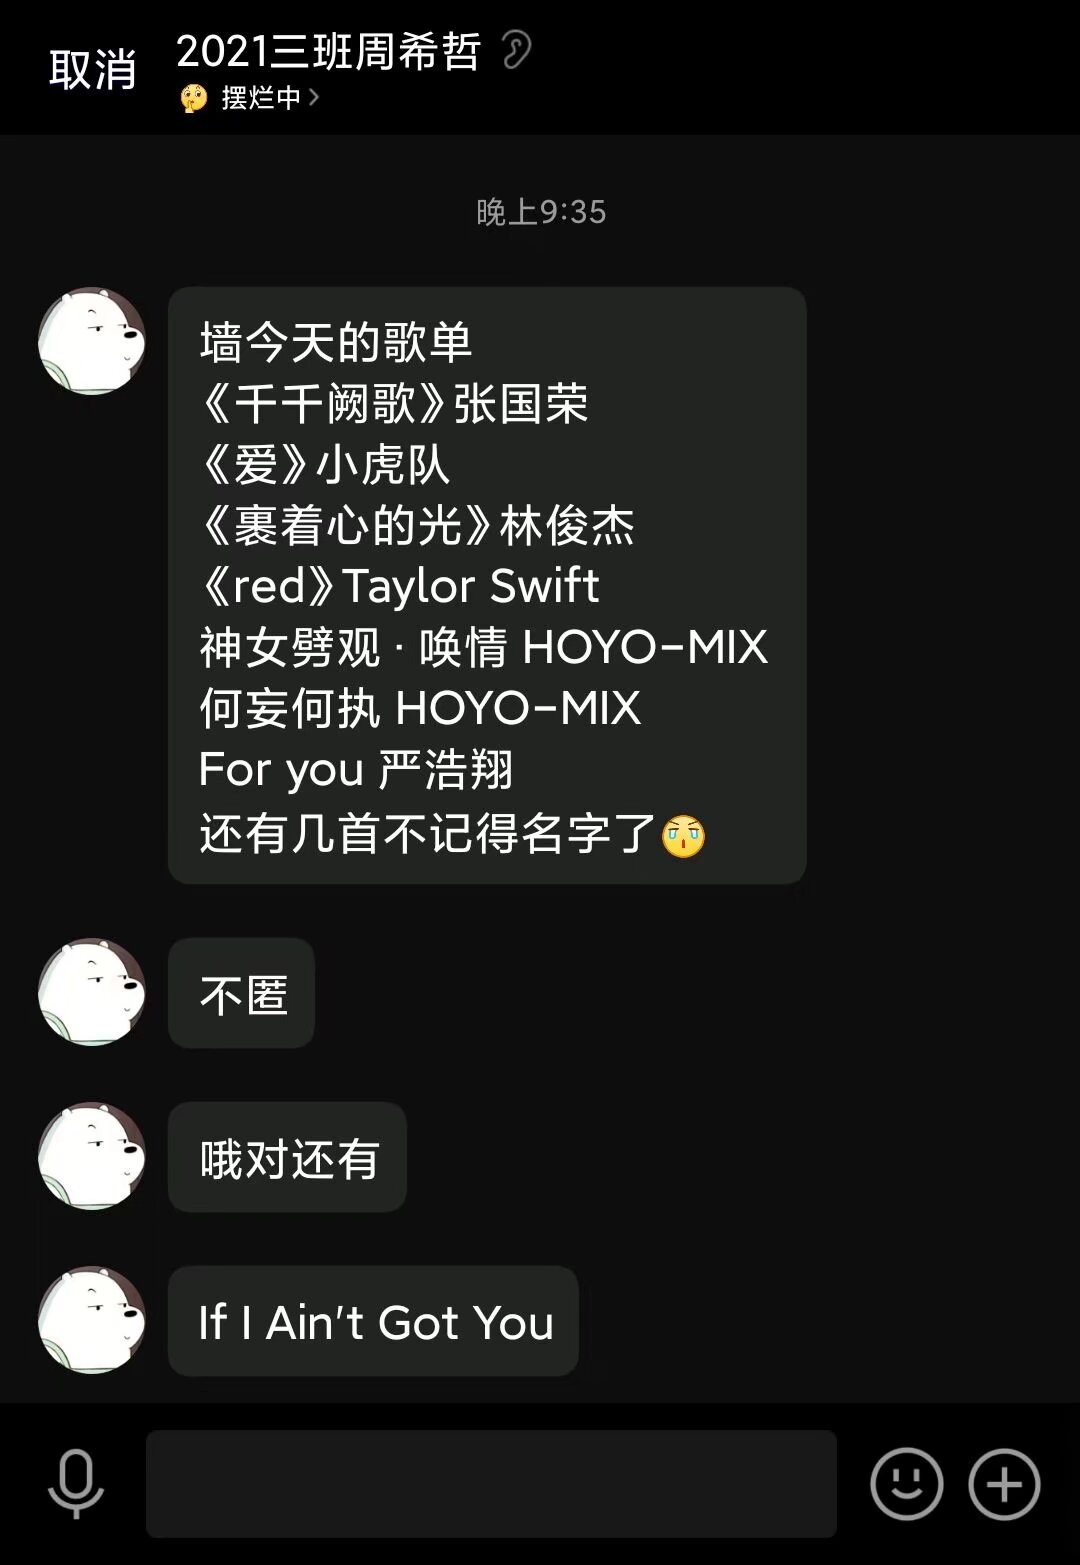 取消
2021三班周希哲
摆烂中
晚上9:35
墙今天的歌单
《千千阙歌》张国荣
《爱》小虎队
《裹着心的光》林俊杰
《red》Taylor Swift
神女劈观·唤情 HOYO-MIX
何妄何执 HOYO-MIX
For you 严浩翔
还有几首不记得名字了
不匿
哦对还有
If I Ain't Got You